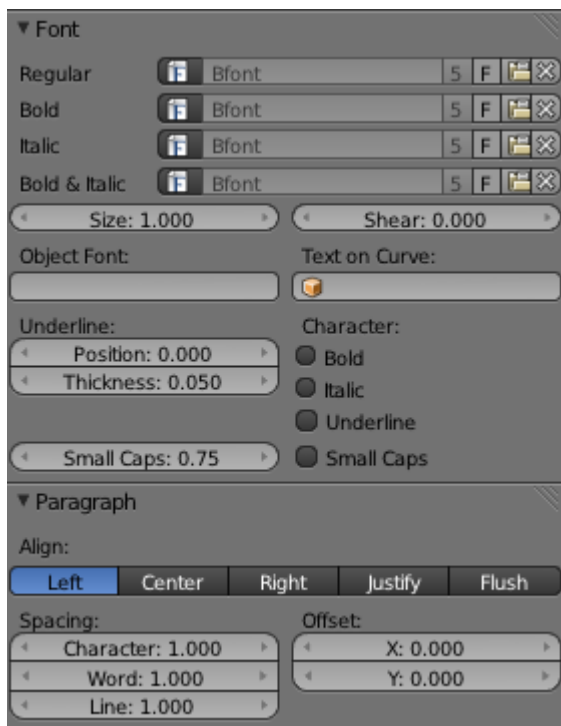 Font
Regular F Bfont 5 F
Bold F Bfont 5 F
Italic F Bfont 5 F
Bold & Italic F Bfont 5 F
Size: 1.000 Shear: 0.000
Object Font: Text on Curve:
Underline: Character:
Position: 0.000 Bold
Thickness: 0.050 Italic
Underline
Small Caps: 0.75 Small Caps
Paragraph
Align:
Left Center Right Justify Flush
Spacing: Offset:
Character: 1.000 X: 0.000
Word: 1.000 Y: 0.000
Line: 1.000